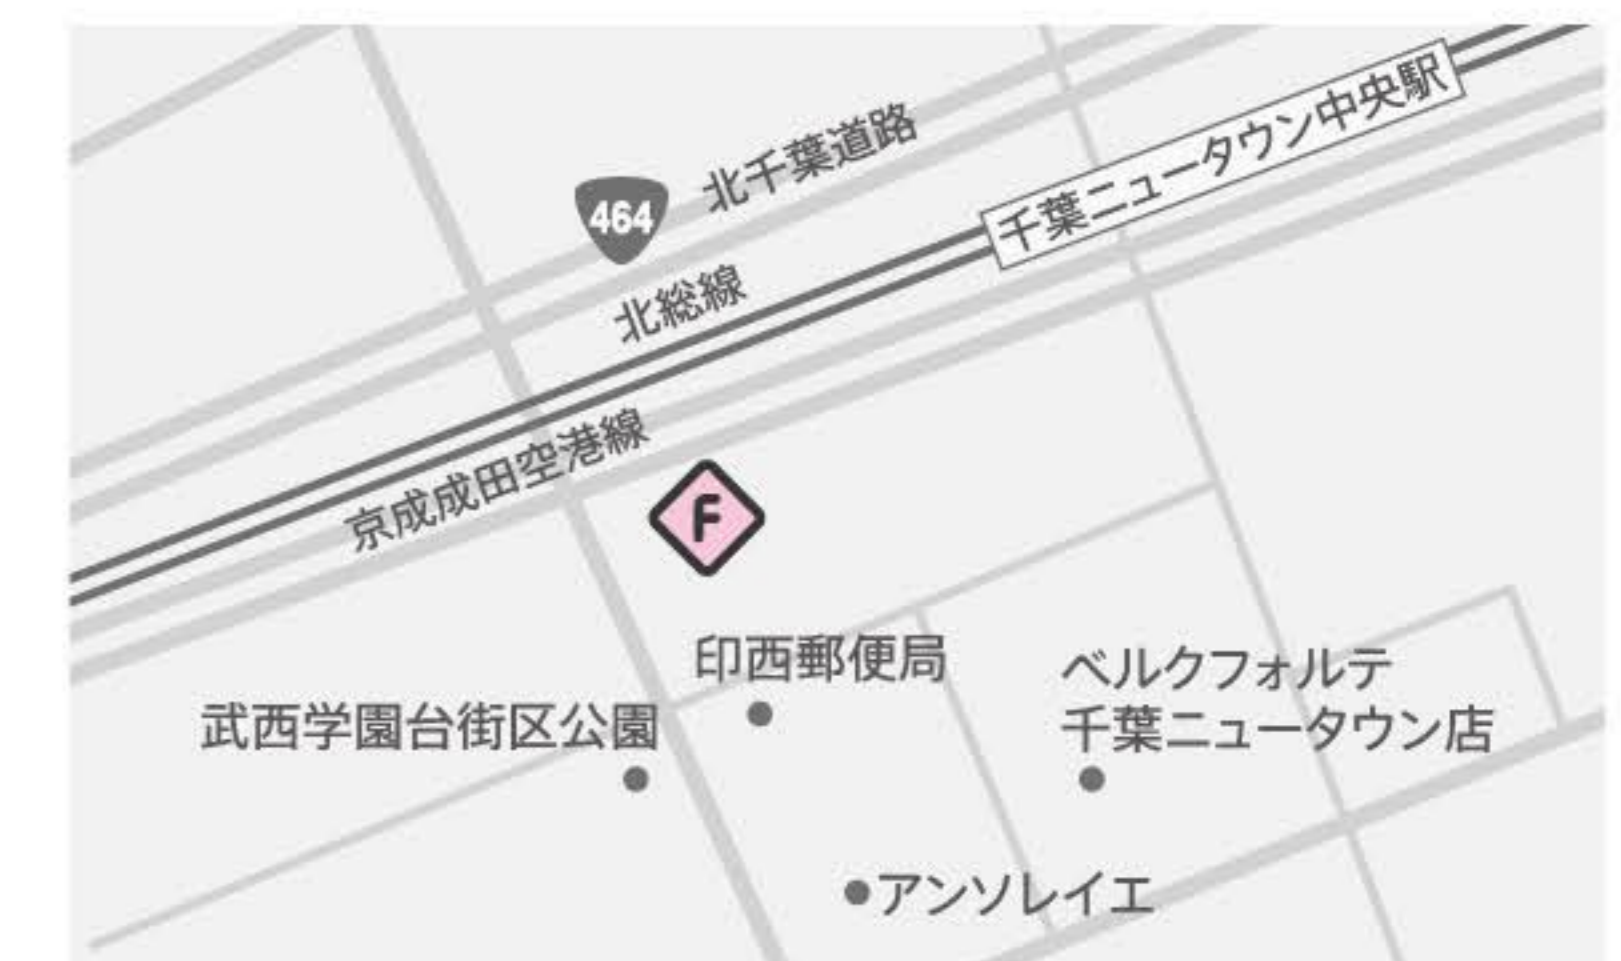 北千葉道路
千葉ニュータウン中央駅
464
北総線
京成成田空港線
F
印西郵便局
ベルクフォルテ
千葉ニュータウン店
武西学園台街区公園
アンソレイエ